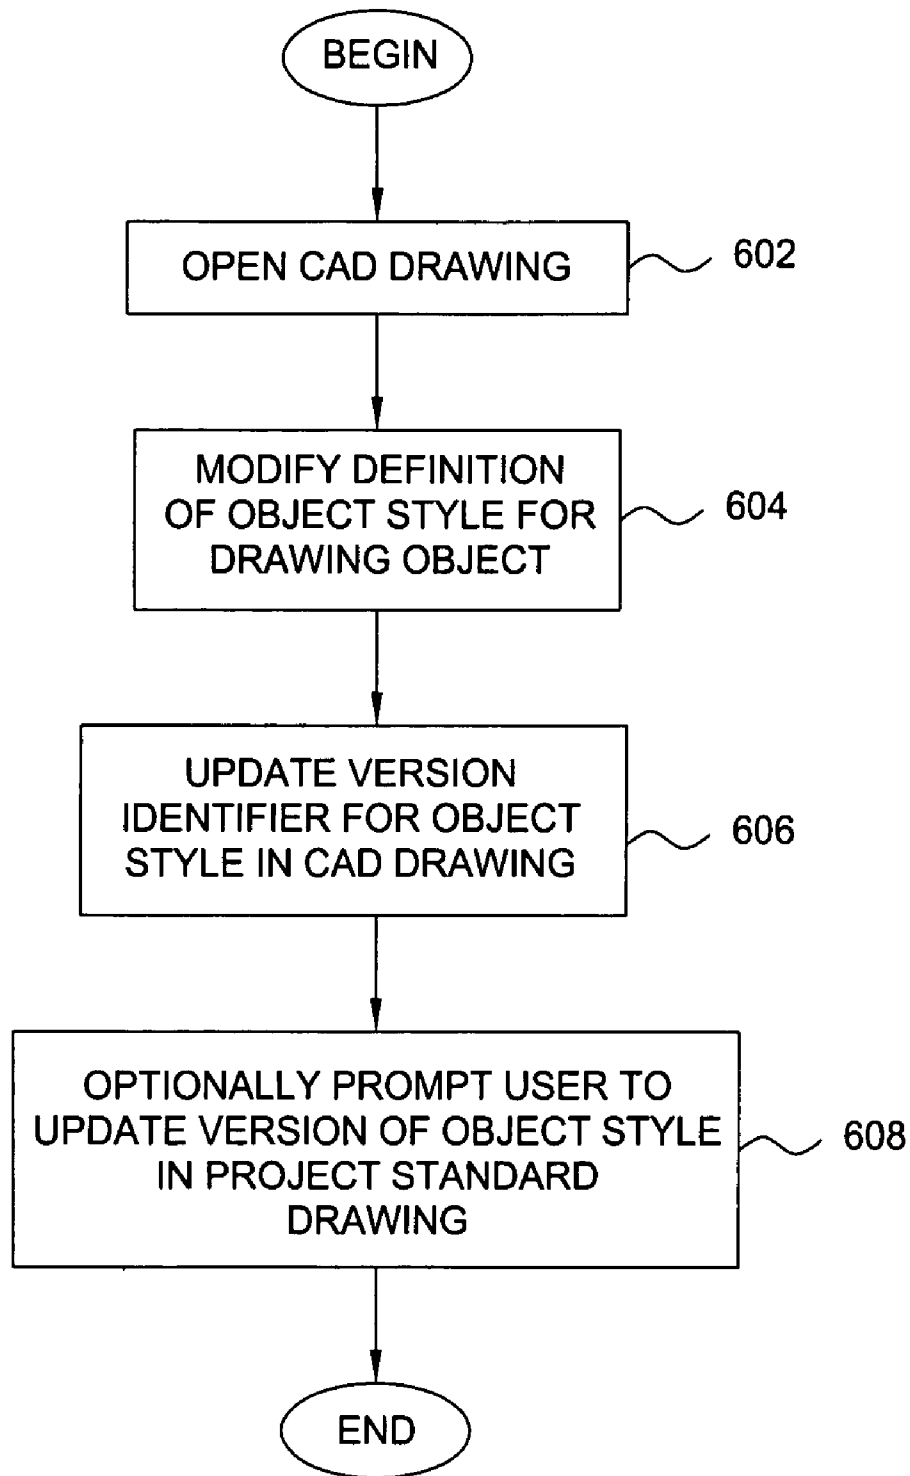 BEGIN
OPEN CAD DRAWING
602
MODIFY DEFINITION
OF OBJECT STYLE FOR
DRAWING OBJECT
604
UPDATE VERSION
IDENTIFIER FOR OBJECT
STYLE IN CAD DRAWING
606
OPTIONALLY PROMPT USER TO
UPDATE VERSION OF OBJECT STYLE
IN PROJECT STANDARD
DRAWING
608
END